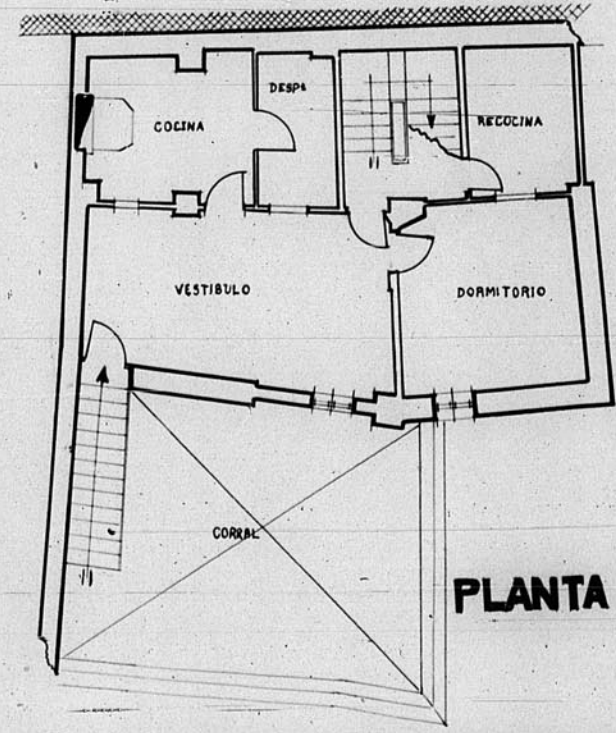 COCINA
DESPª
RECOCINA
VESTIBULO
DORMITORIO
CORRAL
PLANTA